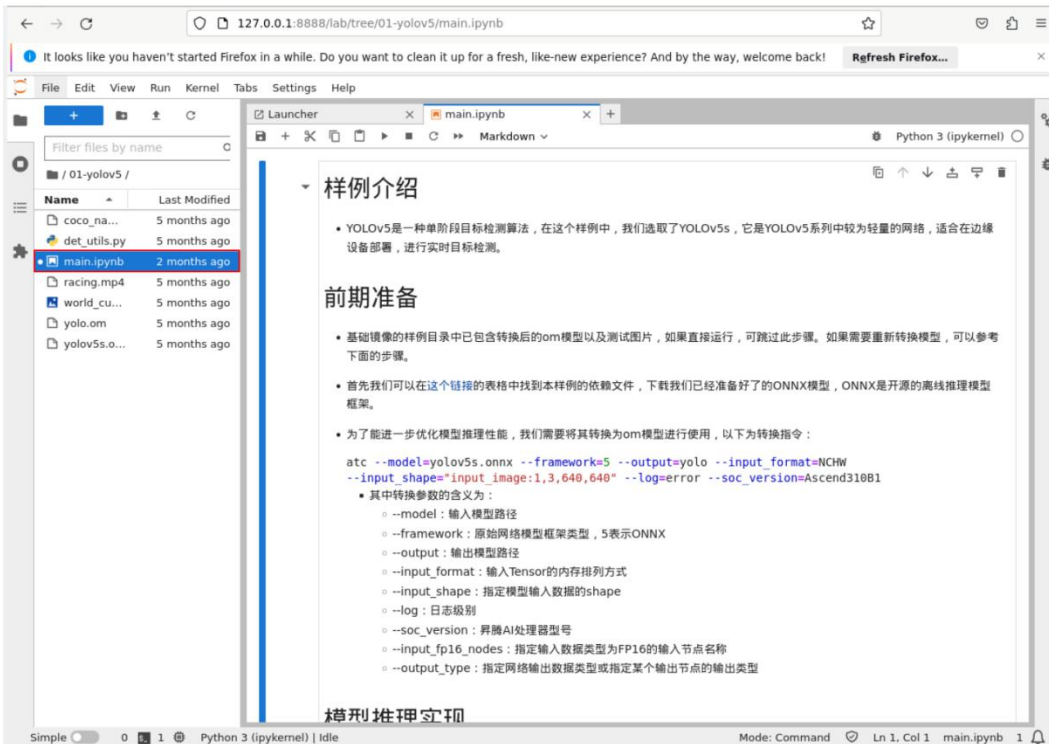 127.0.0.1:8888/lab/tree/01-yolov5/main.ipynb
It looks like you haven't started Firefox in a while. Do you want to clean it up for a fresh, like-new experience? And by the way, welcome back! Refresh Firefox...
File Edit View Run Kernel Tabs Settings Help
Launcher main.ipynb
Markdown Python 3 (ipykernel)
Filter files by name
/ 01-yolov5 /
Name Last Modified
coco_na... 5 months ago
det_utils.py 5 months ago
main.ipynb 2 months ago
racing.mp4 5 months ago
world_cu... 5 months ago
yolo.om 5 months ago
yolov5s.o... 5 months ago
样例介绍
• YOLOv5是一种单阶段目标检测算法，在这个样例中，我们选取了YOLOv5s，它是YOLOv5系列中较为轻量的网络，适合在边缘
设备部署，进行实时目标检测。
前期准备
• 基础镜像的样例目录中已包含转换后的om模型以及测试图片，如果直接运行，可跳过此步骤。如果需要重新转换模型，可以参考
下面的步骤。
• 首先我们可以在这个链接的表格中找到本样例的依赖文件，下载我们已经准备好了的ONNX模型，ONNX是开源的离线推理模型
框架。
• 为了能进一步优化模型推理性能，我们需要将其转换为om模型进行使用，以下为转换指令：
atc --model=yolov5s.onnx --framework=5 --output=yolo --input_format=NCHW
--input_shape="input_image:1,3,640,640" --log=error --soc_version=Ascend310B1
▪ 其中转换参数的含义为：
◦ --model：输入模型路径
◦ --framework：原始网络模型框架类型，5表示ONNX
◦ --output：输出模型路径
◦ --input_format：输入Tensor的内存排列方式
◦ --input_shape：指定模型输入数据的shape
◦ --log：日志级别
◦ --soc_version：昇腾AI处理器型号
◦ --input_fp16_nodes：指定输入数据类型为FP16的输入节点名称
◦ --output_type：指定网络输出数据类型或指定某个输出节点的输出类型
模型推理实现
Simple 0 1 Python 3 (ipykernel) | Idle Mode: Command Ln 1, Col 1 main.ipynb 1